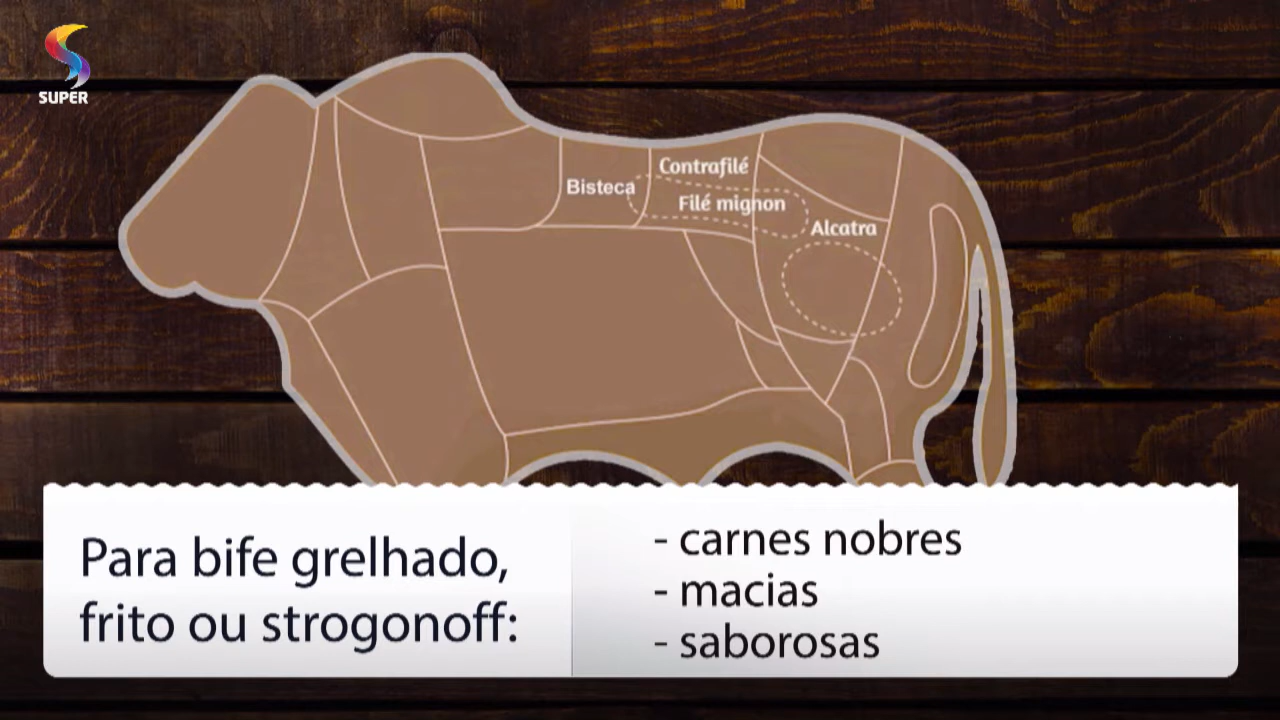 SUPER
Contrafilé
Bisteca
Filé mignon
Alcatra
Para bife grelhado,
frito ou strogonoff:
- carnes nobres
- macias
- saborosas